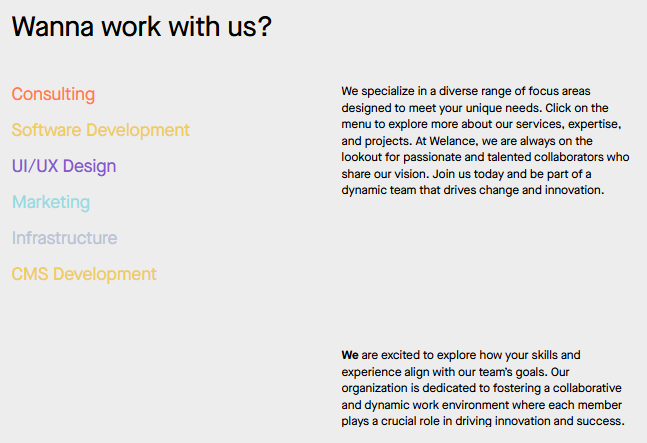 Wanna work with us?
Consulting
Software Development
UI/UX Design
Marketing
Infrastructure
CMS Development
We specialize in a diverse range of focus areas
designed to meet your unique needs. Click on the
menu to explore more about our services, expertise,
and projects. At Welance, we are always on the
lookout for passionate and talented collaborators who
share our vision. Join us today and be part of a
dynamic team that drives change and innovation.
We are excited to explore how your skills and
experience align with our team's goals. Our
organization is dedicated to fostering a collaborative
and dynamic work environment where each member
plays a crucial role in driving innovation and success.